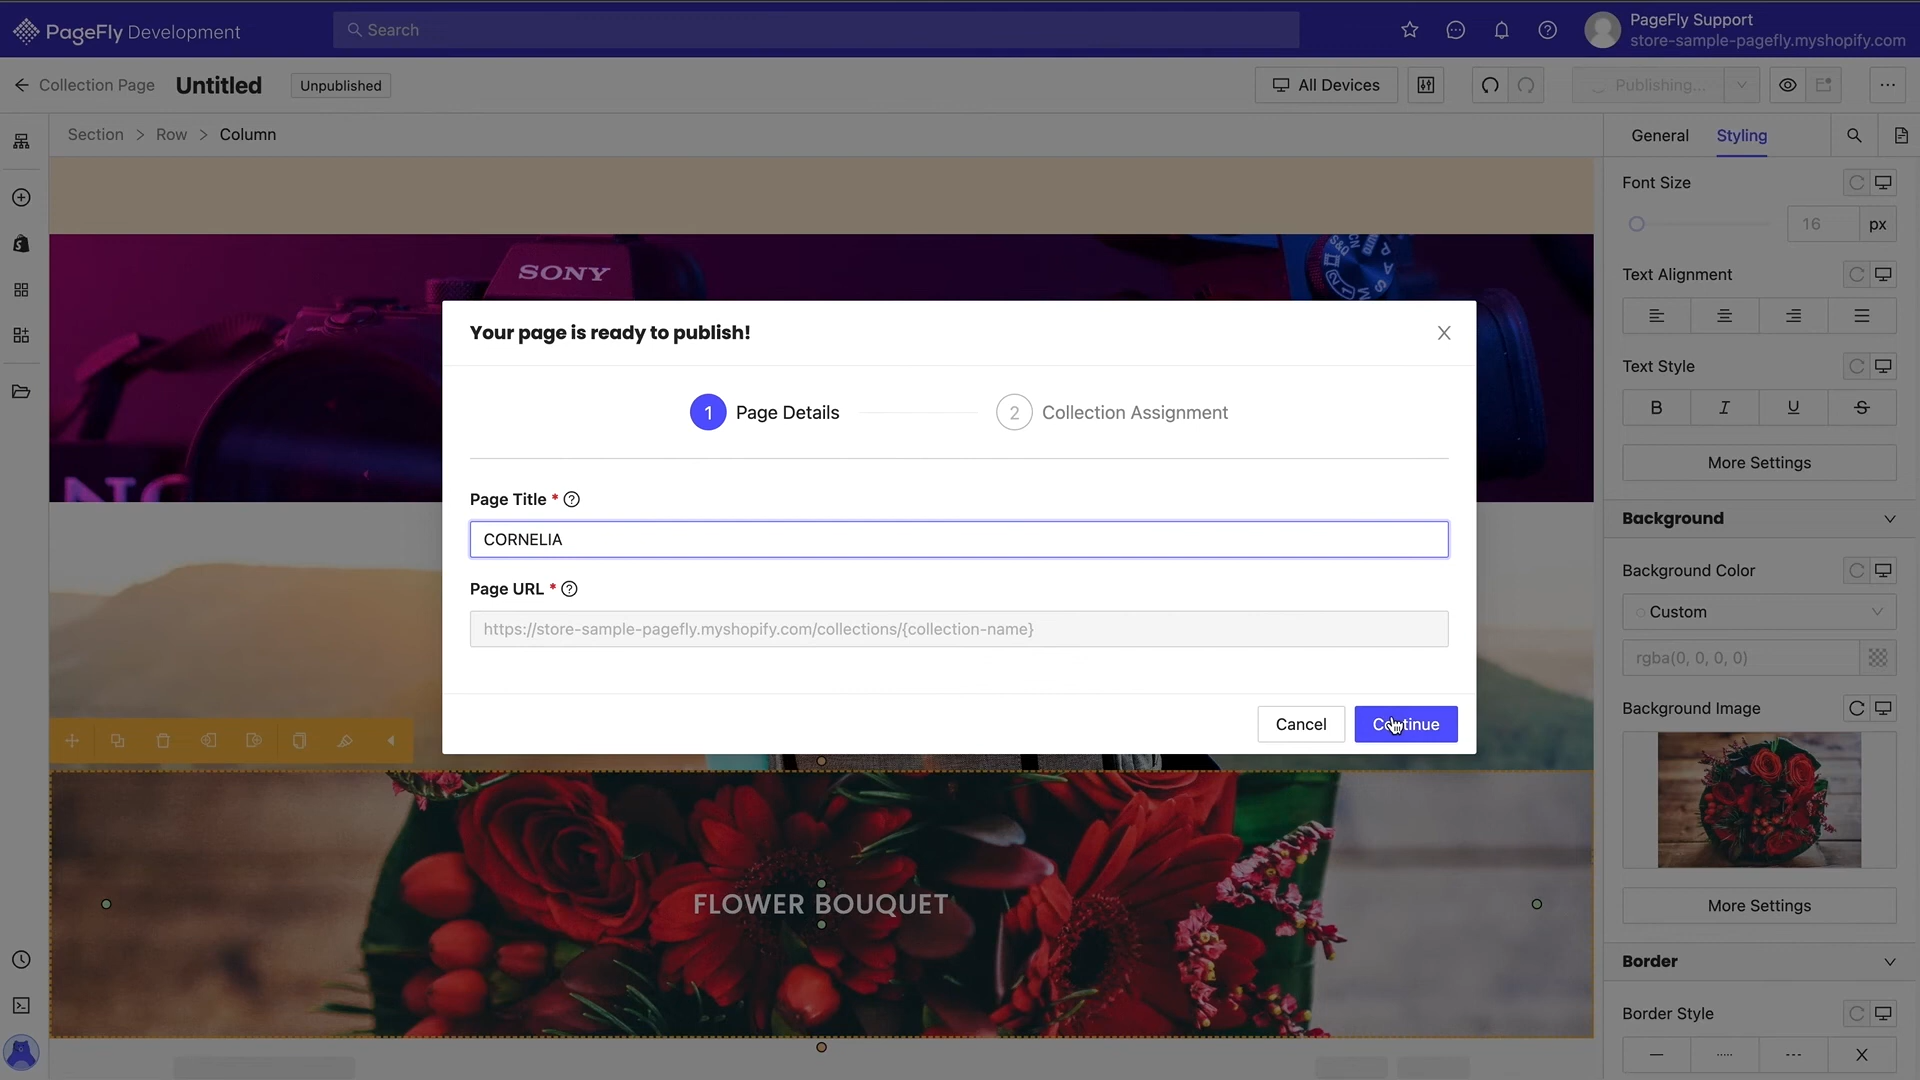 PageFly Development
Search
PageFly Support
store-sample-pagefly.myshopify.com
Collection Page
Untitled
Unpublished
All Devices
Publishing...
Section > Row > Column
General
Styling
Font Size
16
px
SONY
Text Alignment
Your page is ready to publish!
1
Page Details
2
Collection Assignment
Text Style
B
I
U
S
More Settings
Page Title *
CORNELIA
Background
Page URL *
https://store-sample-pagefly.myshopify.com/collections/{collection-name}
Background Color
Custom
rgba(0, 0, 0, 0)
Cancel
Continue
Background Image
FLOWER BOUQUET
More Settings
Border
Border Style